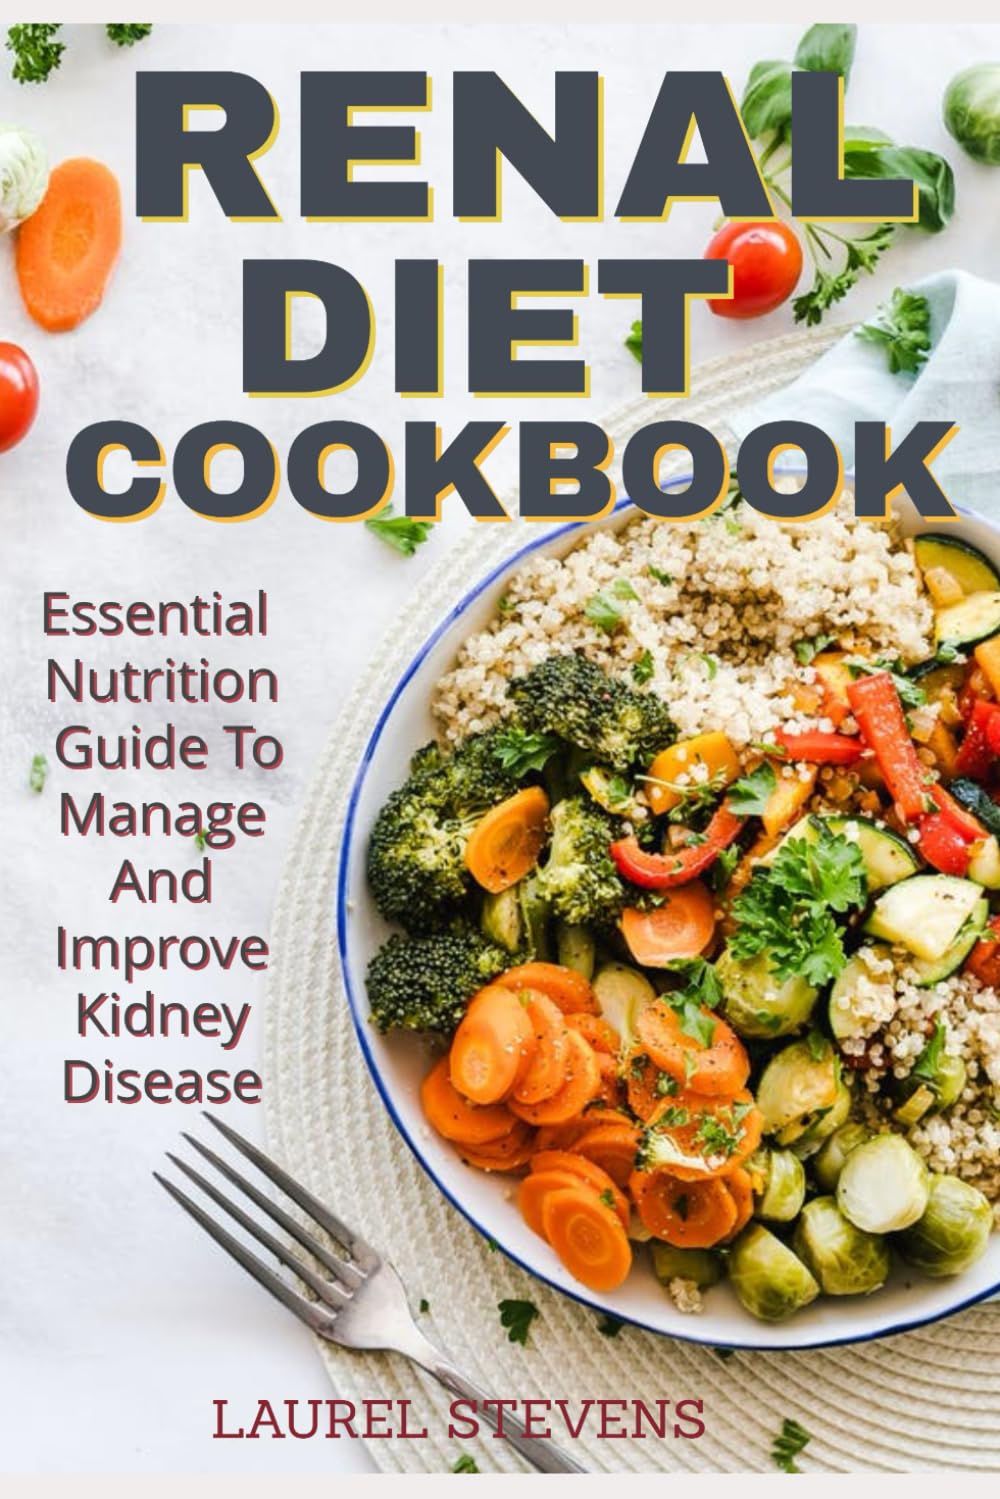 RENAL
DIET
COOKBOOK
Essential
Nutrition
Guide To
Manage
And
Improve
Kidney
Disease
LAUREL STEVENS